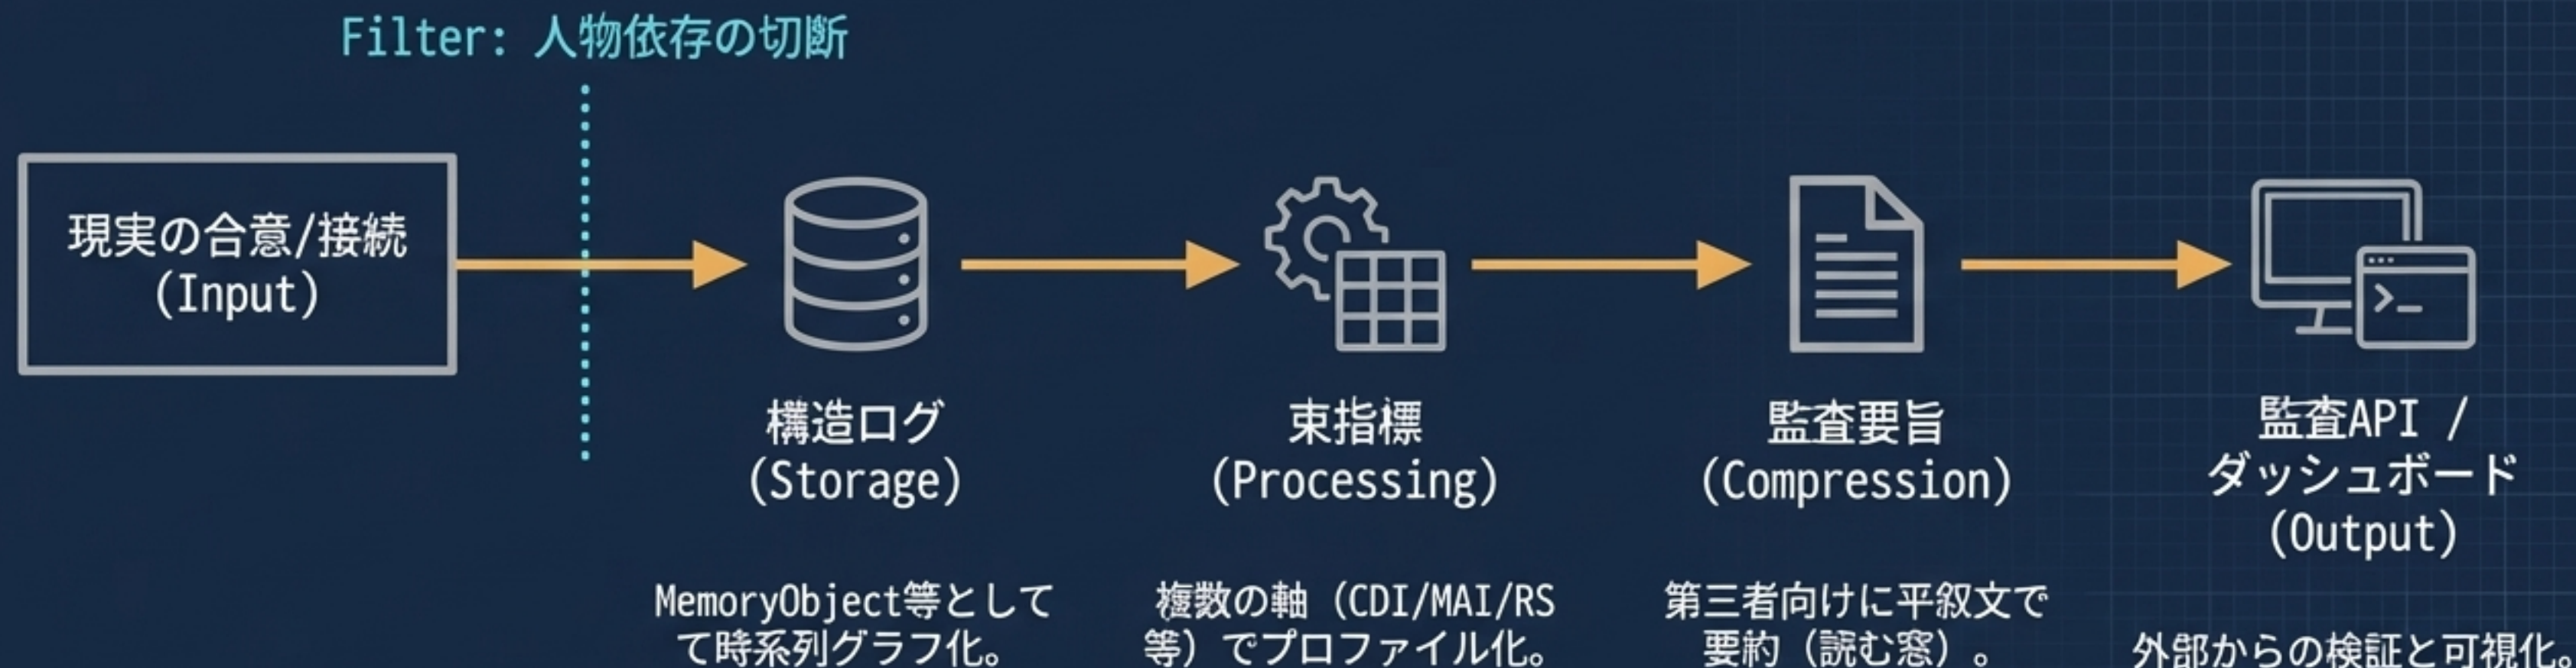 Filter: 人物依存の切断
現実の合意/接続
(Input)
構造ログ
(Storage)
MemoryObject等として
て時系列グラフ化。
束指標
(Processing)
複数の軸（CDI/MAI/RS
等）でプロファイル化。
監査要旨
(Compression)
第三者向けに平叙文で
要約（読む窓）。
監査API /
ダッシュボード
(Output)
外部からの検証と可視化。